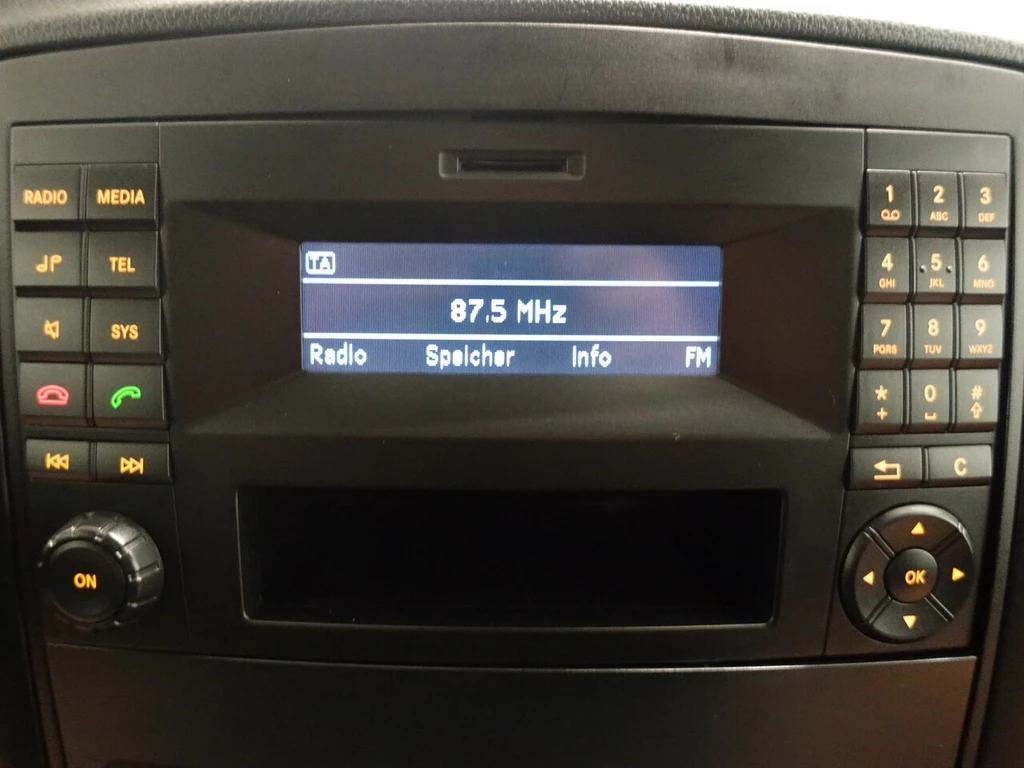 RADIO MEDIA
TEL
SYS
ON
TA
87.5 MHz
Radio Speicher Info FM
1 2 3
ABC DEF
4 5 6
GHI JKL MNO
7 8 9
PQRS TUV WXYZ
* 0 #
+
C
OK